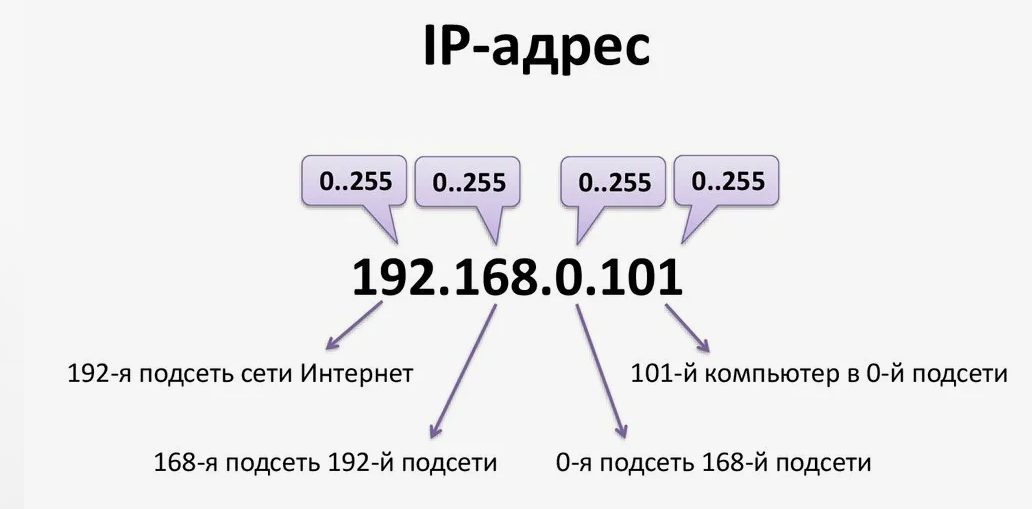 IP-адрес
0..255 0..255 0..255 0..255
192.168.0.101
192-я подсеть сети Интернет 101-й компьютер в 0-й подсети
168-я подсеть 192-й подсети 0-я подсеть 168-й подсети